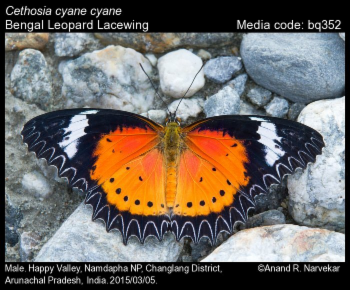 Cethosia cyane cyane
Bengal Leopard Lacewing
Media code: bq352
Male. Happy Valley, Namdapha NP, Changlang District,
Arunachal Pradesh, India. 2015/03/05.
©Anand R. Narvekar